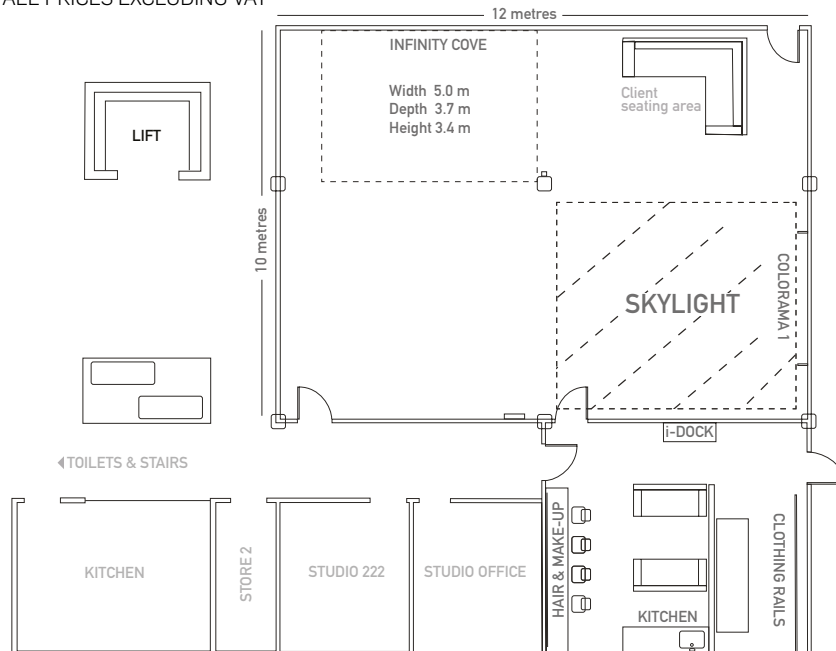 ALL PRICES EXCLUDING VAT
12 metres
INFINITY COVE
Width 5.0 m
Depth 3.7 m
Height 3.4 m
Client
seating area
LIFT
10 metres
SKYLIGHT
COLORAMA 1
i-DOCK
TOILETS & STAIRS
KITCHEN
STORE 2
STUDIO 222
STUDIO OFFICE
HAIR & MAKE-UP
KITCHEN
CLOTHING RAILS